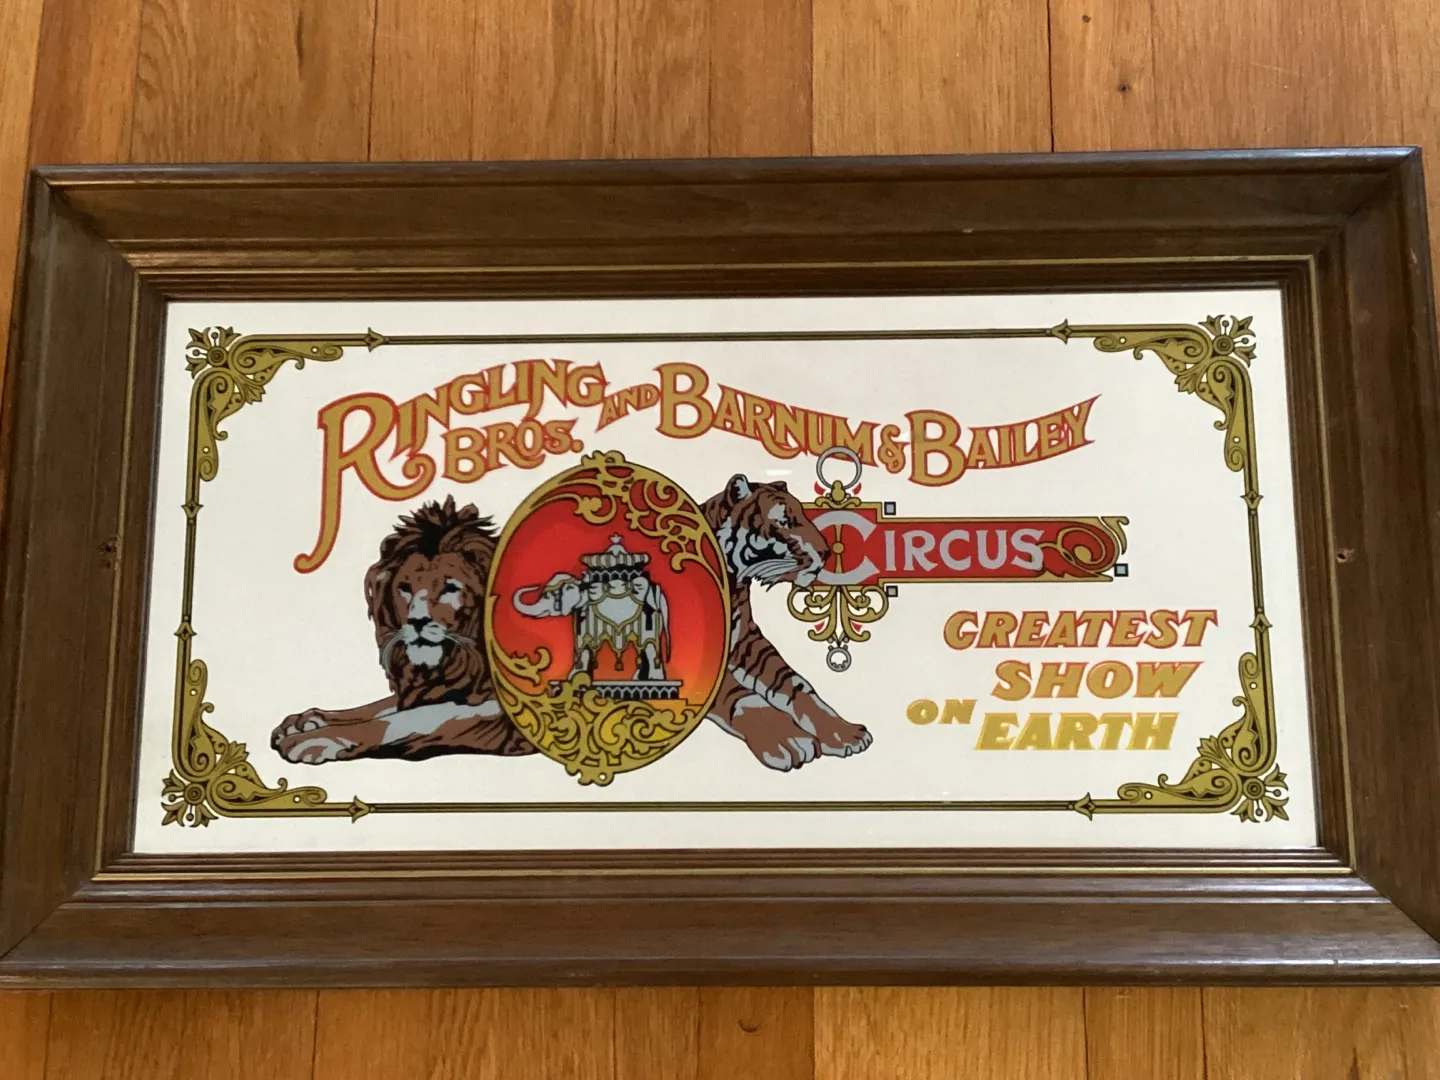 RINGLING
BROS. AND BARNUM & BAILEY
CIRCUS
GREATEST
SHOW
ON EARTH